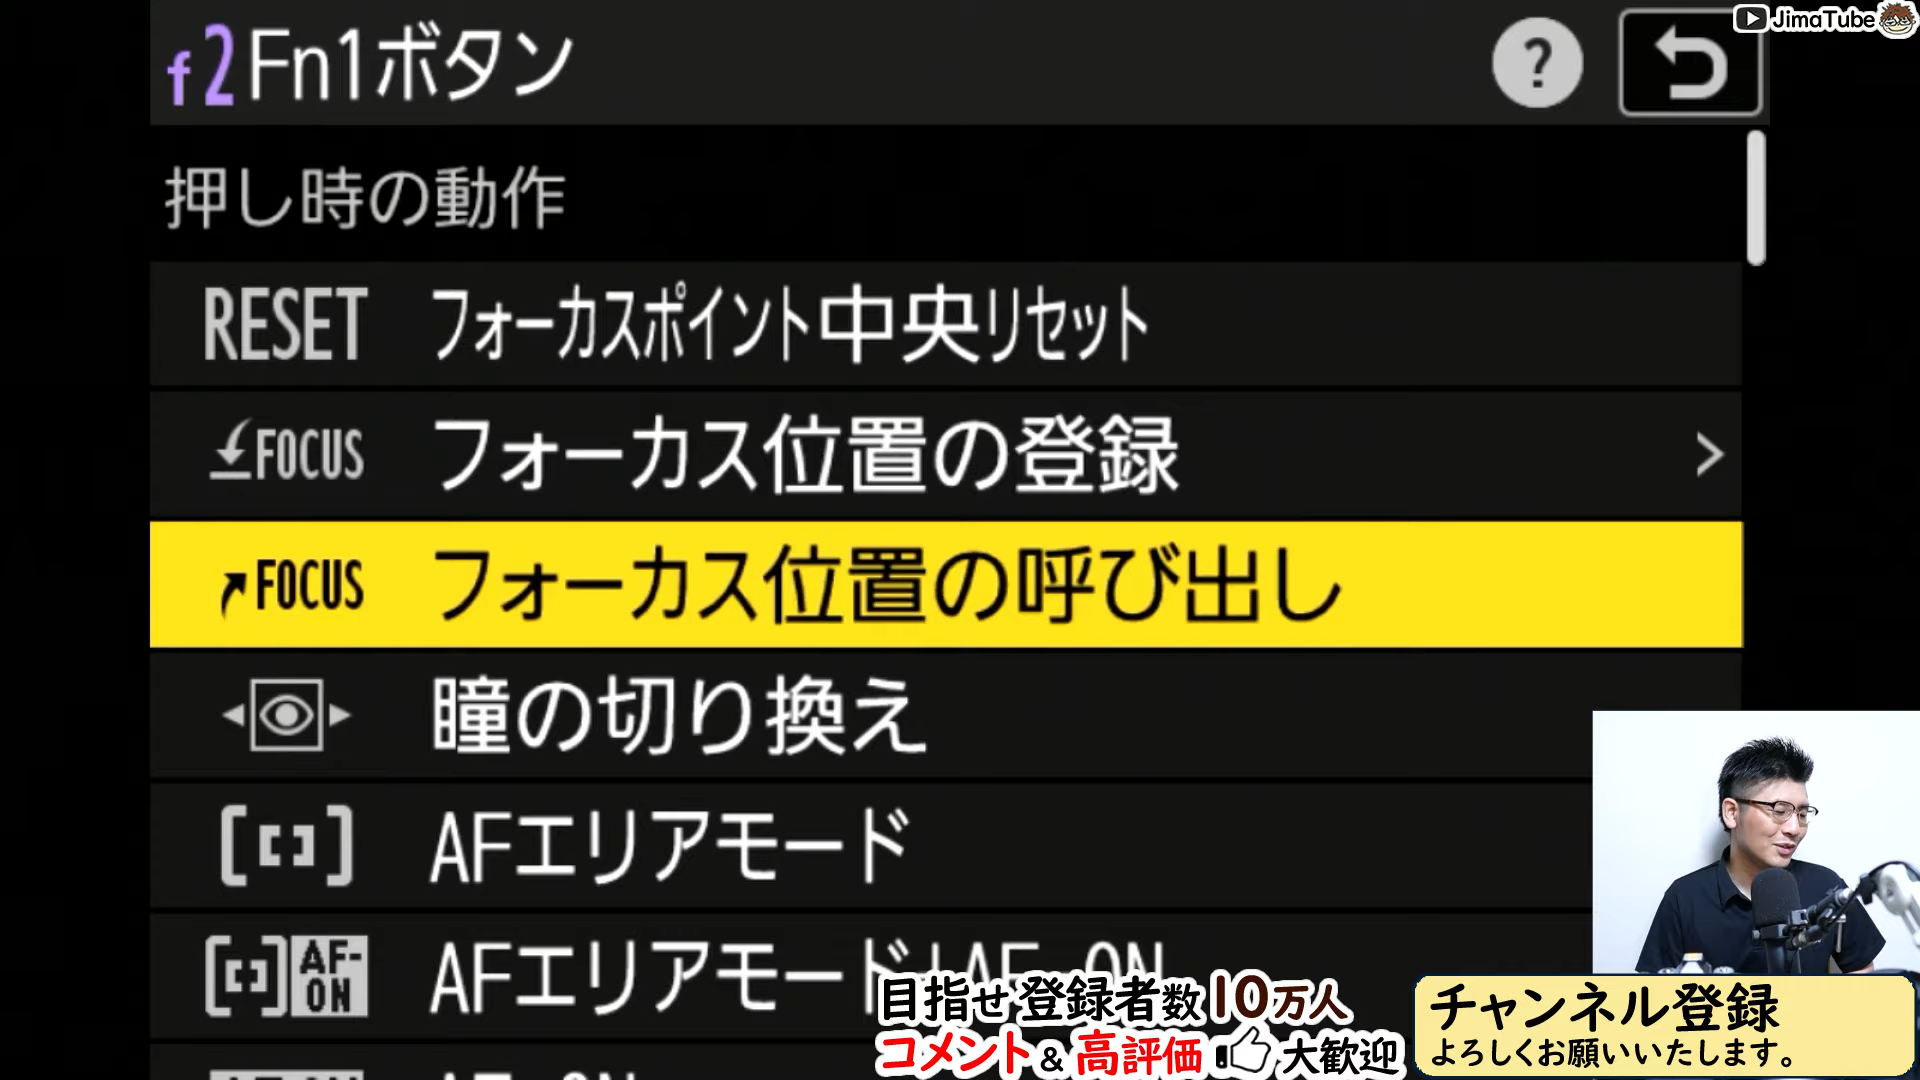 JimaTube
f2 Fn1ボタン
?
押し時の動作
RESET フォーカスポイント中央リセット
FOCUS フォーカス位置の登録
FOCUS フォーカス位置の呼び出し
瞳の切り換え
AFエリアモード
AF-ON AFエリアモード+AF-ON
目指せ登録者数10万人
コメント&高評価 大歓迎
チャンネル登録
よろしくお願いいたします。